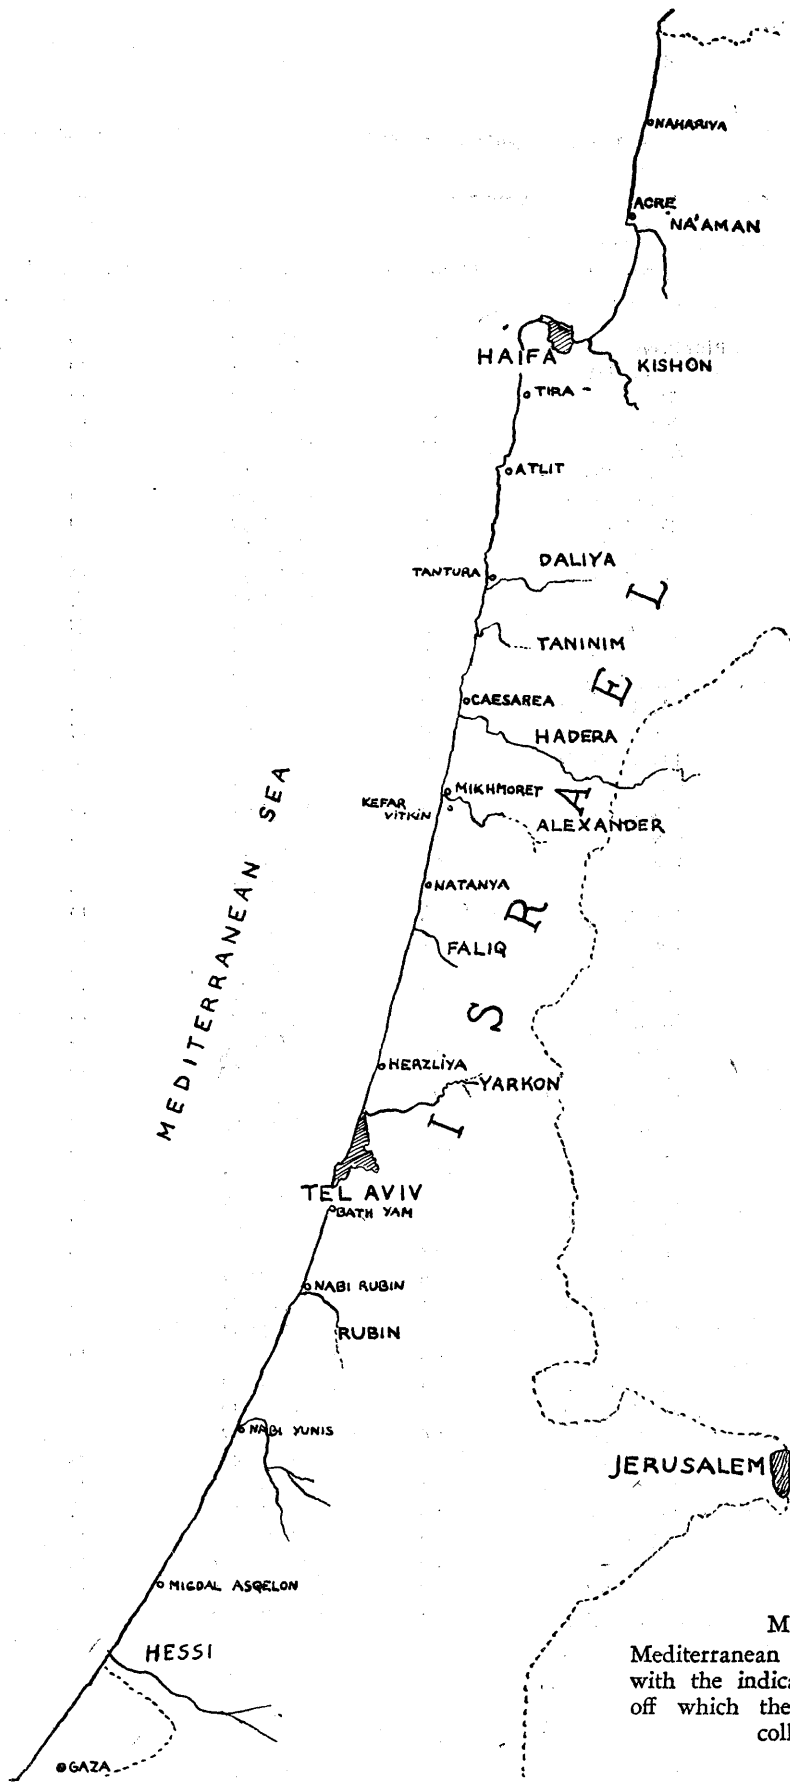 NAHARIYA
ACRE
NA'AMAN
HAIFA
KISHON
TIRA
ATLIT
DALIYA
TANTURA
TANINIM
CAESAREA
HADERA
MIKHMORET
KEFAR
VITKIN
ALEXANDER
NATANYA
FALIQ
MEDITERRANEAN SEA
HERZLIYA
YARKON
ISRAEL
TEL AVIV
BATH YAM
NABI RUBIN
RUBIN
NABI YUNIS
JERUSALEM
MIGDAL ASQELON
HESSI
GAZA
M
Mediterranean
with the indica
off which the
coll